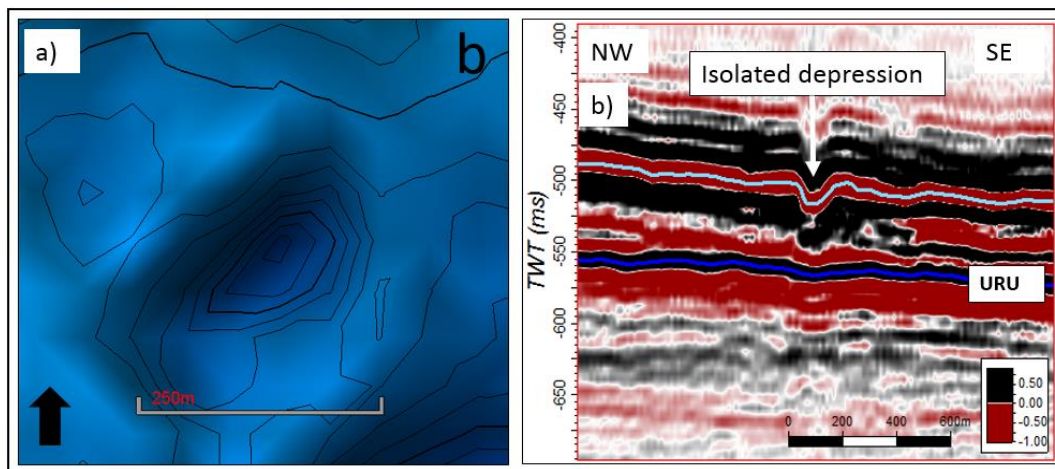 a)
b
250m
NW
SE
Isolated depression
b)
TWT (ms)
-400
-450
-500
-550
-600
-650
URU
0.50
0.00
-0.50
-1.00
0 200 400 600m